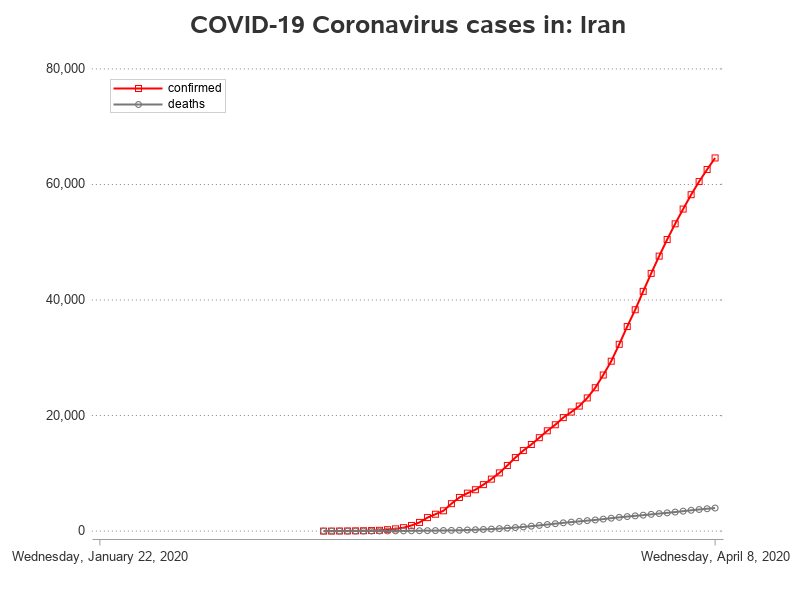 COVID-19 Coronavirus cases in: Iran
80,000
confirmed
deaths
60,000
40,000
20,000
0
Wednesday, January 22, 2020
Wednesday, April 8, 2020